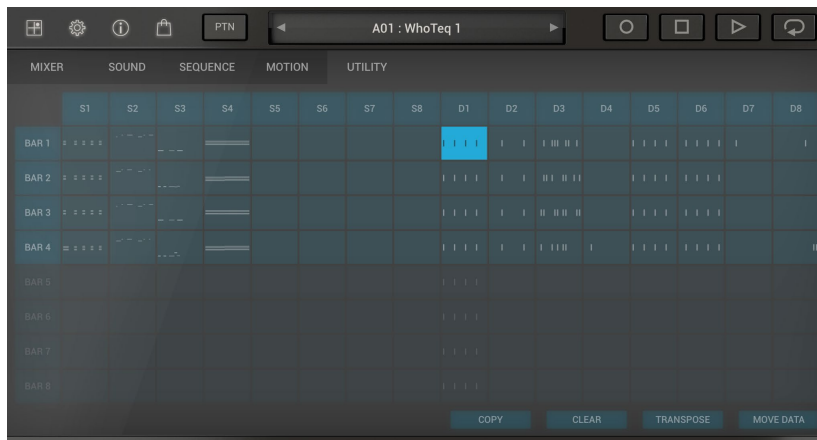 PTN A01 : WhoTeq 1
MIXER SOUND SEQUENCE MOTION UTILITY
S1 S2 S3 S4 S5 S6 S7 S8 D1 D2 D3 D4 D5 D6 D7 D8
BAR 1
BAR 2
BAR 3
BAR 4
BAR 5
BAR 6
BAR 7
BAR 8
COPY CLEAR TRANSPOSE MOVE DATA